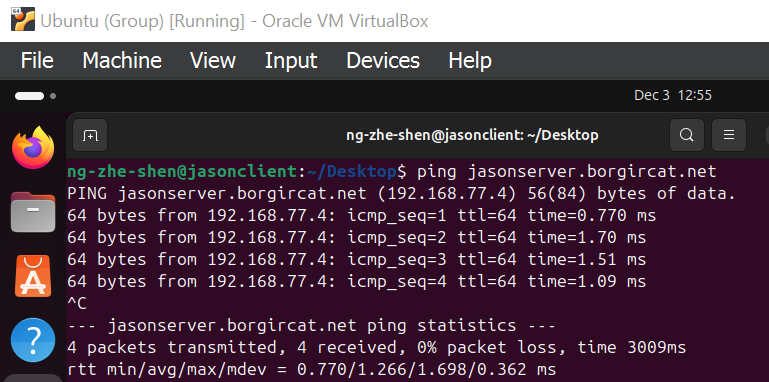 Ubuntu (Group) [Running] - Oracle VM VirtualBox
File Machine View Input Devices Help
Dec 3 12:55
ng-zhe-shen@jasonclient: ~/Desktop
ng-zhe-shen@jasonclient:~/Desktop$ ping jasonserver.borgircat.net
PING jasonserver.borgircat.net (192.168.77.4) 56(84) bytes of data.
64 bytes from 192.168.77.4: icmp_seq=1 ttl=64 time=0.770 ms
64 bytes from 192.168.77.4: icmp_seq=2 ttl=64 time=1.70 ms
64 bytes from 192.168.77.4: icmp_seq=3 ttl=64 time=1.51 ms
64 bytes from 192.168.77.4: icmp_seq=4 ttl=64 time=1.09 ms
^C
--- jasonserver.borgircat.net ping statistics ---
4 packets transmitted, 4 received, 0% packet loss, time 3009ms
rtt min/avg/max/mdev = 0.770/1.266/1.698/0.362 ms